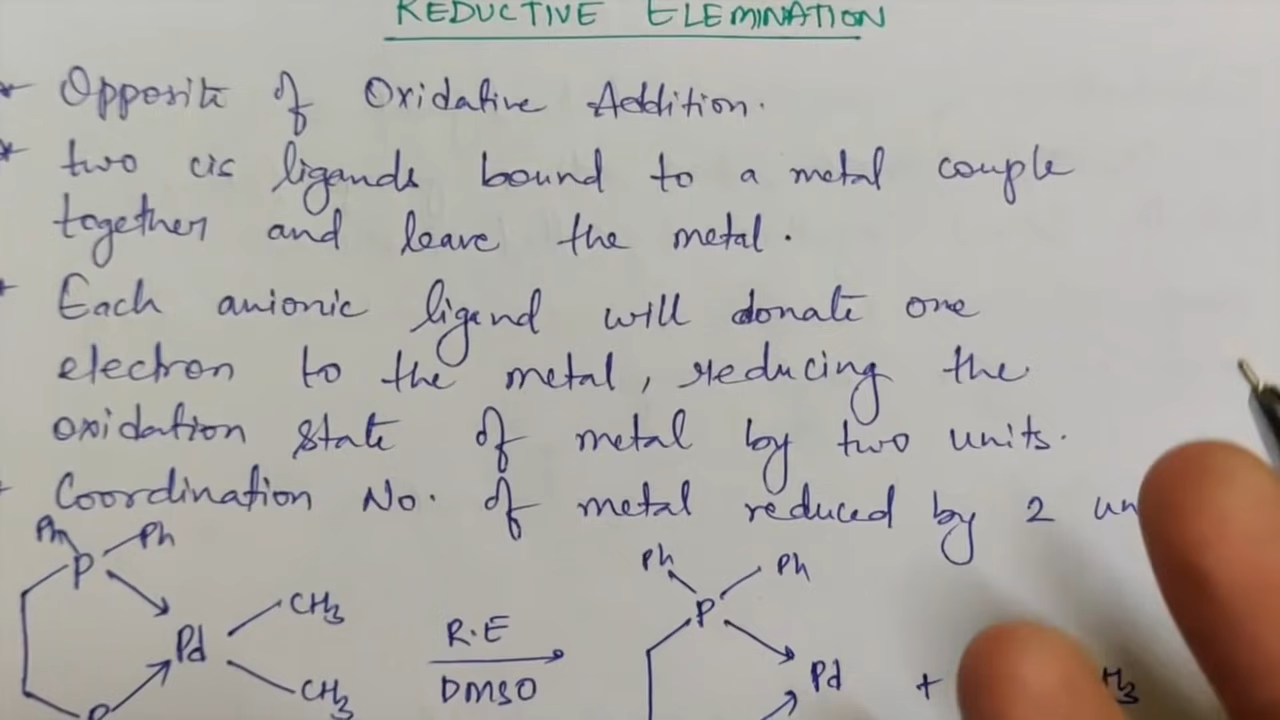 REDUCTIVE ELEMINATION
* Opposite of Oxidative Addition.
* two cis ligands bound to a metal couple
together and leave the metal.
* Each anionic ligand will donate one
electron to the metal, reducing the
oxidation state of metal by two units.
* Coordination No. of metal reduced by 2
Ph Ph
P
CH3
Pd
CH3
P
R.E
DMSO
Ph Ph
P
Pd + H3